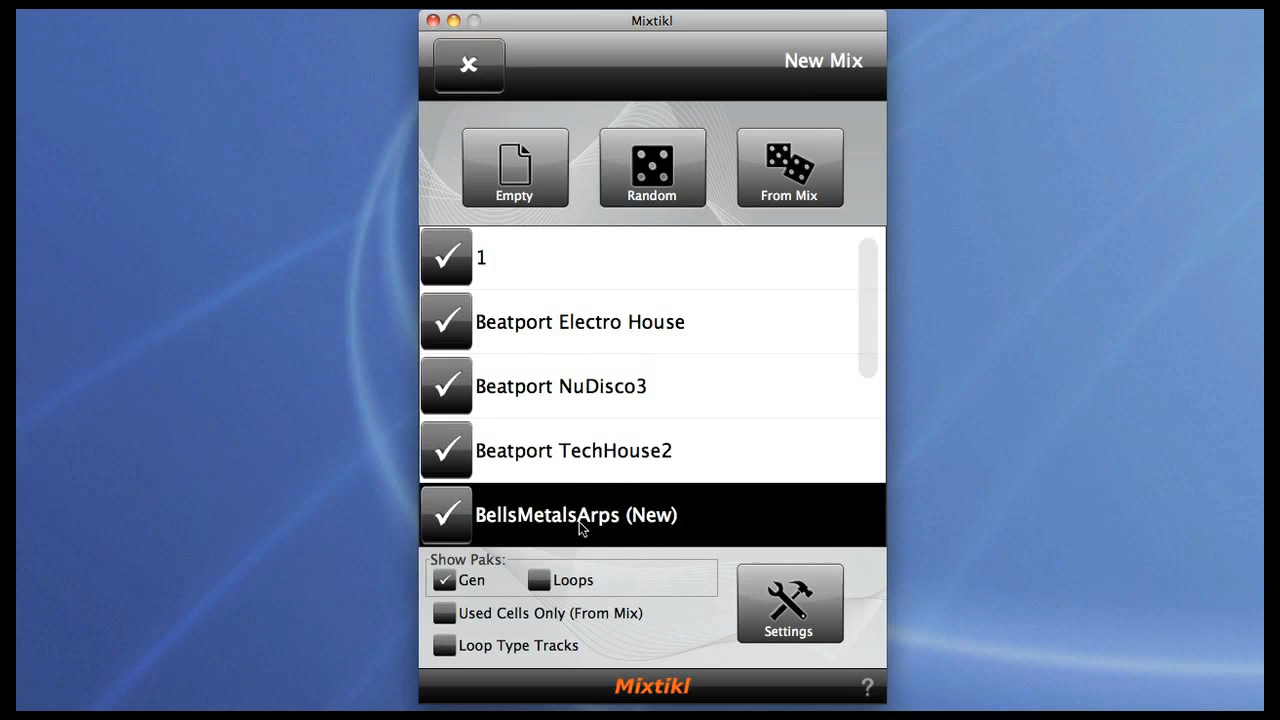 Mixtikl
New Mix
Empty
Random
From Mix
1
Beatport Electro House
Beatport NuDisco3
Beatport TechHouse2
BellsMetalsArps (New)
Show Paks:
Gen
Loops
Used Cells Only (From Mix)
Loop Type Tracks
Settings
Mixtikl
?